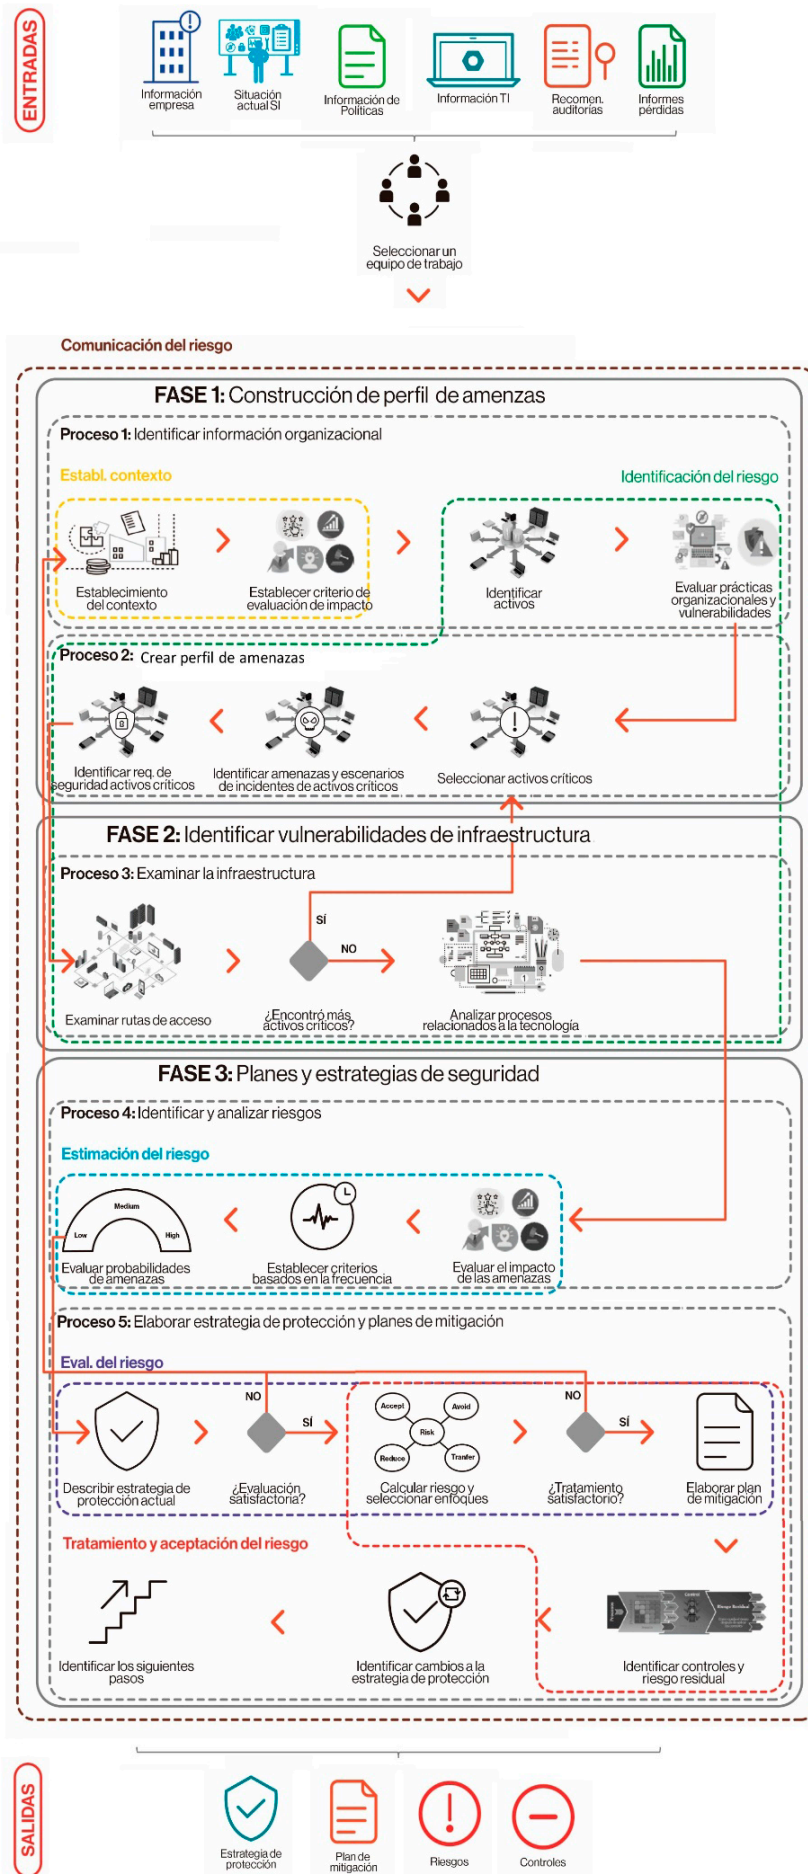 ENTRADAS
Información
empresa
Situación
actual SI
Información de
Políticas
Información TI
Recomen.
auditorías
Informes
pérdidas
Seleccionar un
equipo de trabajo
Comunicación del riesgo
FASE 1: Construcción de perfil de amenzas
Proceso 1: Identificar información organizacional
Establ. contexto
Identificación del riesgo
Establecimiento
del contexto
Establecer criterio de
evaluación de impacto
Identificar
activos
Evaluar prácticas
organizacionales y
vulnerabilidades
Proceso 2: Crear perfil de amenazas
Identificar req. de
seguridad activos críticos
Identificar amenazas y escenarios
de incidentes de activos críticos
Seleccionar activos críticos
FASE 2: Identificar vulnerabilidades de infraestructura
Proceso 3: Examinar la infraestructura
SÍ
NO
1
Examinar rutas de acceso
¿Encontró más
activos críticos?
Analizar procesos
relacionados a la tecnología
FASE 3: Planes y estrategias de seguridad
Proceso 4: Identificar y analizar riesgos
Estimación del riesgo
Low
Medium
High
Evaluar probabilidades
de amenazas
Establecer criterios
basados en la frecuencia
Evaluar el impacto
de las amenazas
Proceso 5: Elaborar estrategia de protección y planes de mitigación
Eval. del riesgo
NO
SÍ
Accept
Avoid
Risk
Reduce
Tranfer
NO
SÍ
Describir estrategia de
protección actual
¿Evaluación
satisfactoria?
Calcular riesgo y
seleccionar enfoques
¿Tratamiento
satisfactorio?
Elaborar plan
de mitigación
Tratamiento y aceptación del riesgo
Riesgo Residual
Identificar los siguientes
pasos
Identificar cambios a la
estrategia de protección
Identificar controles y
riesgo residual
SALIDAS
Estrategia de
protección
Plan de
mitigación
Riesgos
Controles